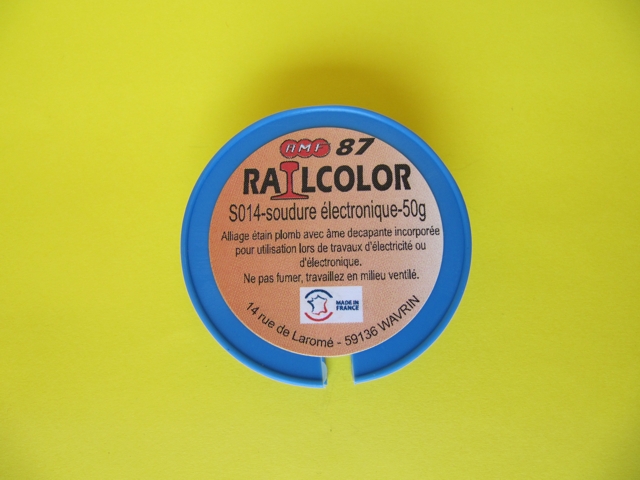 AMF 87
RAILCOLOR
S014-soudure électronique-50g
Alliage étain plomb avec âme decapante incorporée
pour utilisation lors de travaux d'électricité ou
d'électronique.
Ne pas fumer, travaillez en milieu ventilé.
MADE IN
FRANCE
14 rue de Laromé - 59136 WAVRIN